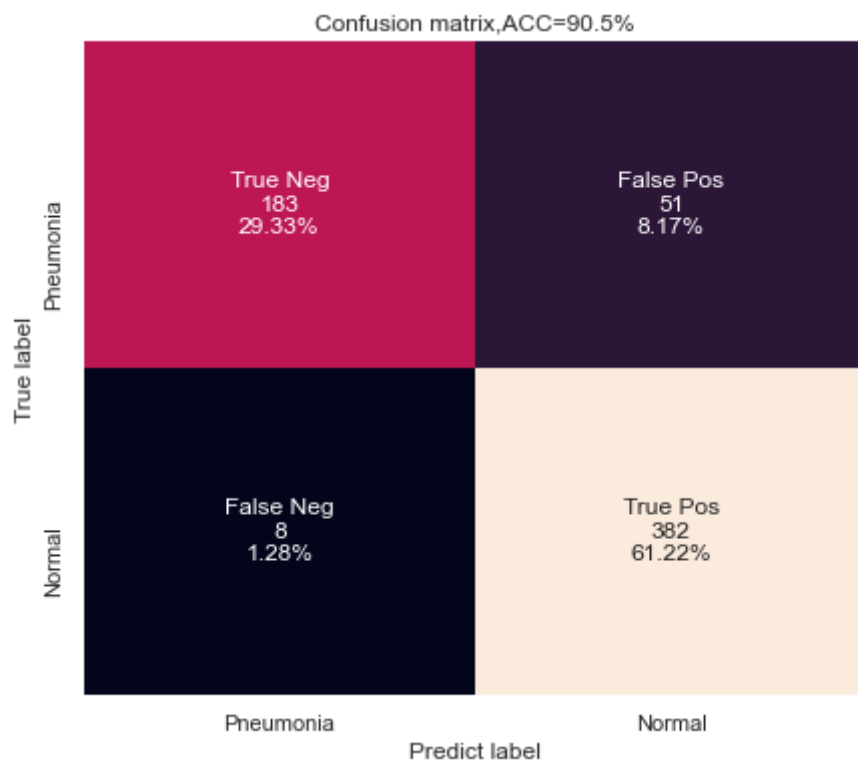 Confusion matrix,ACC=90.5%
True Neg
183
29.33%
False Pos
51
8.17%
Pneumonia
True label
False Neg
8
1.28%
True Pos
382
61.22%
Normal
Pneumonia
Normal
Predict label